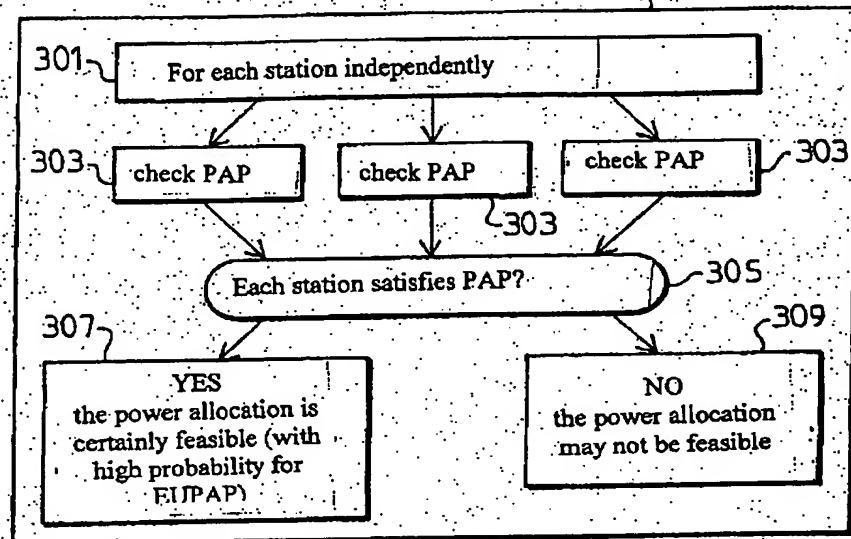 301
For each station independently
303
check PAP
check PAP
check PAP
303
303
Each station satisfies PAP?
305
307
309
YES
the power allocation is
certainly feasible (with
high probability for
NO
the power allocation
may not be feasible